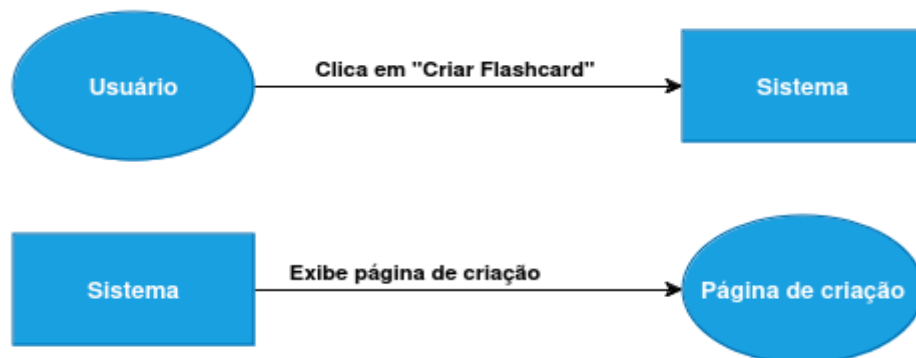 Usuário
Clica em "Criar Flashcard"
Sistema
Sistema
Exibe página de criação
Página de criação